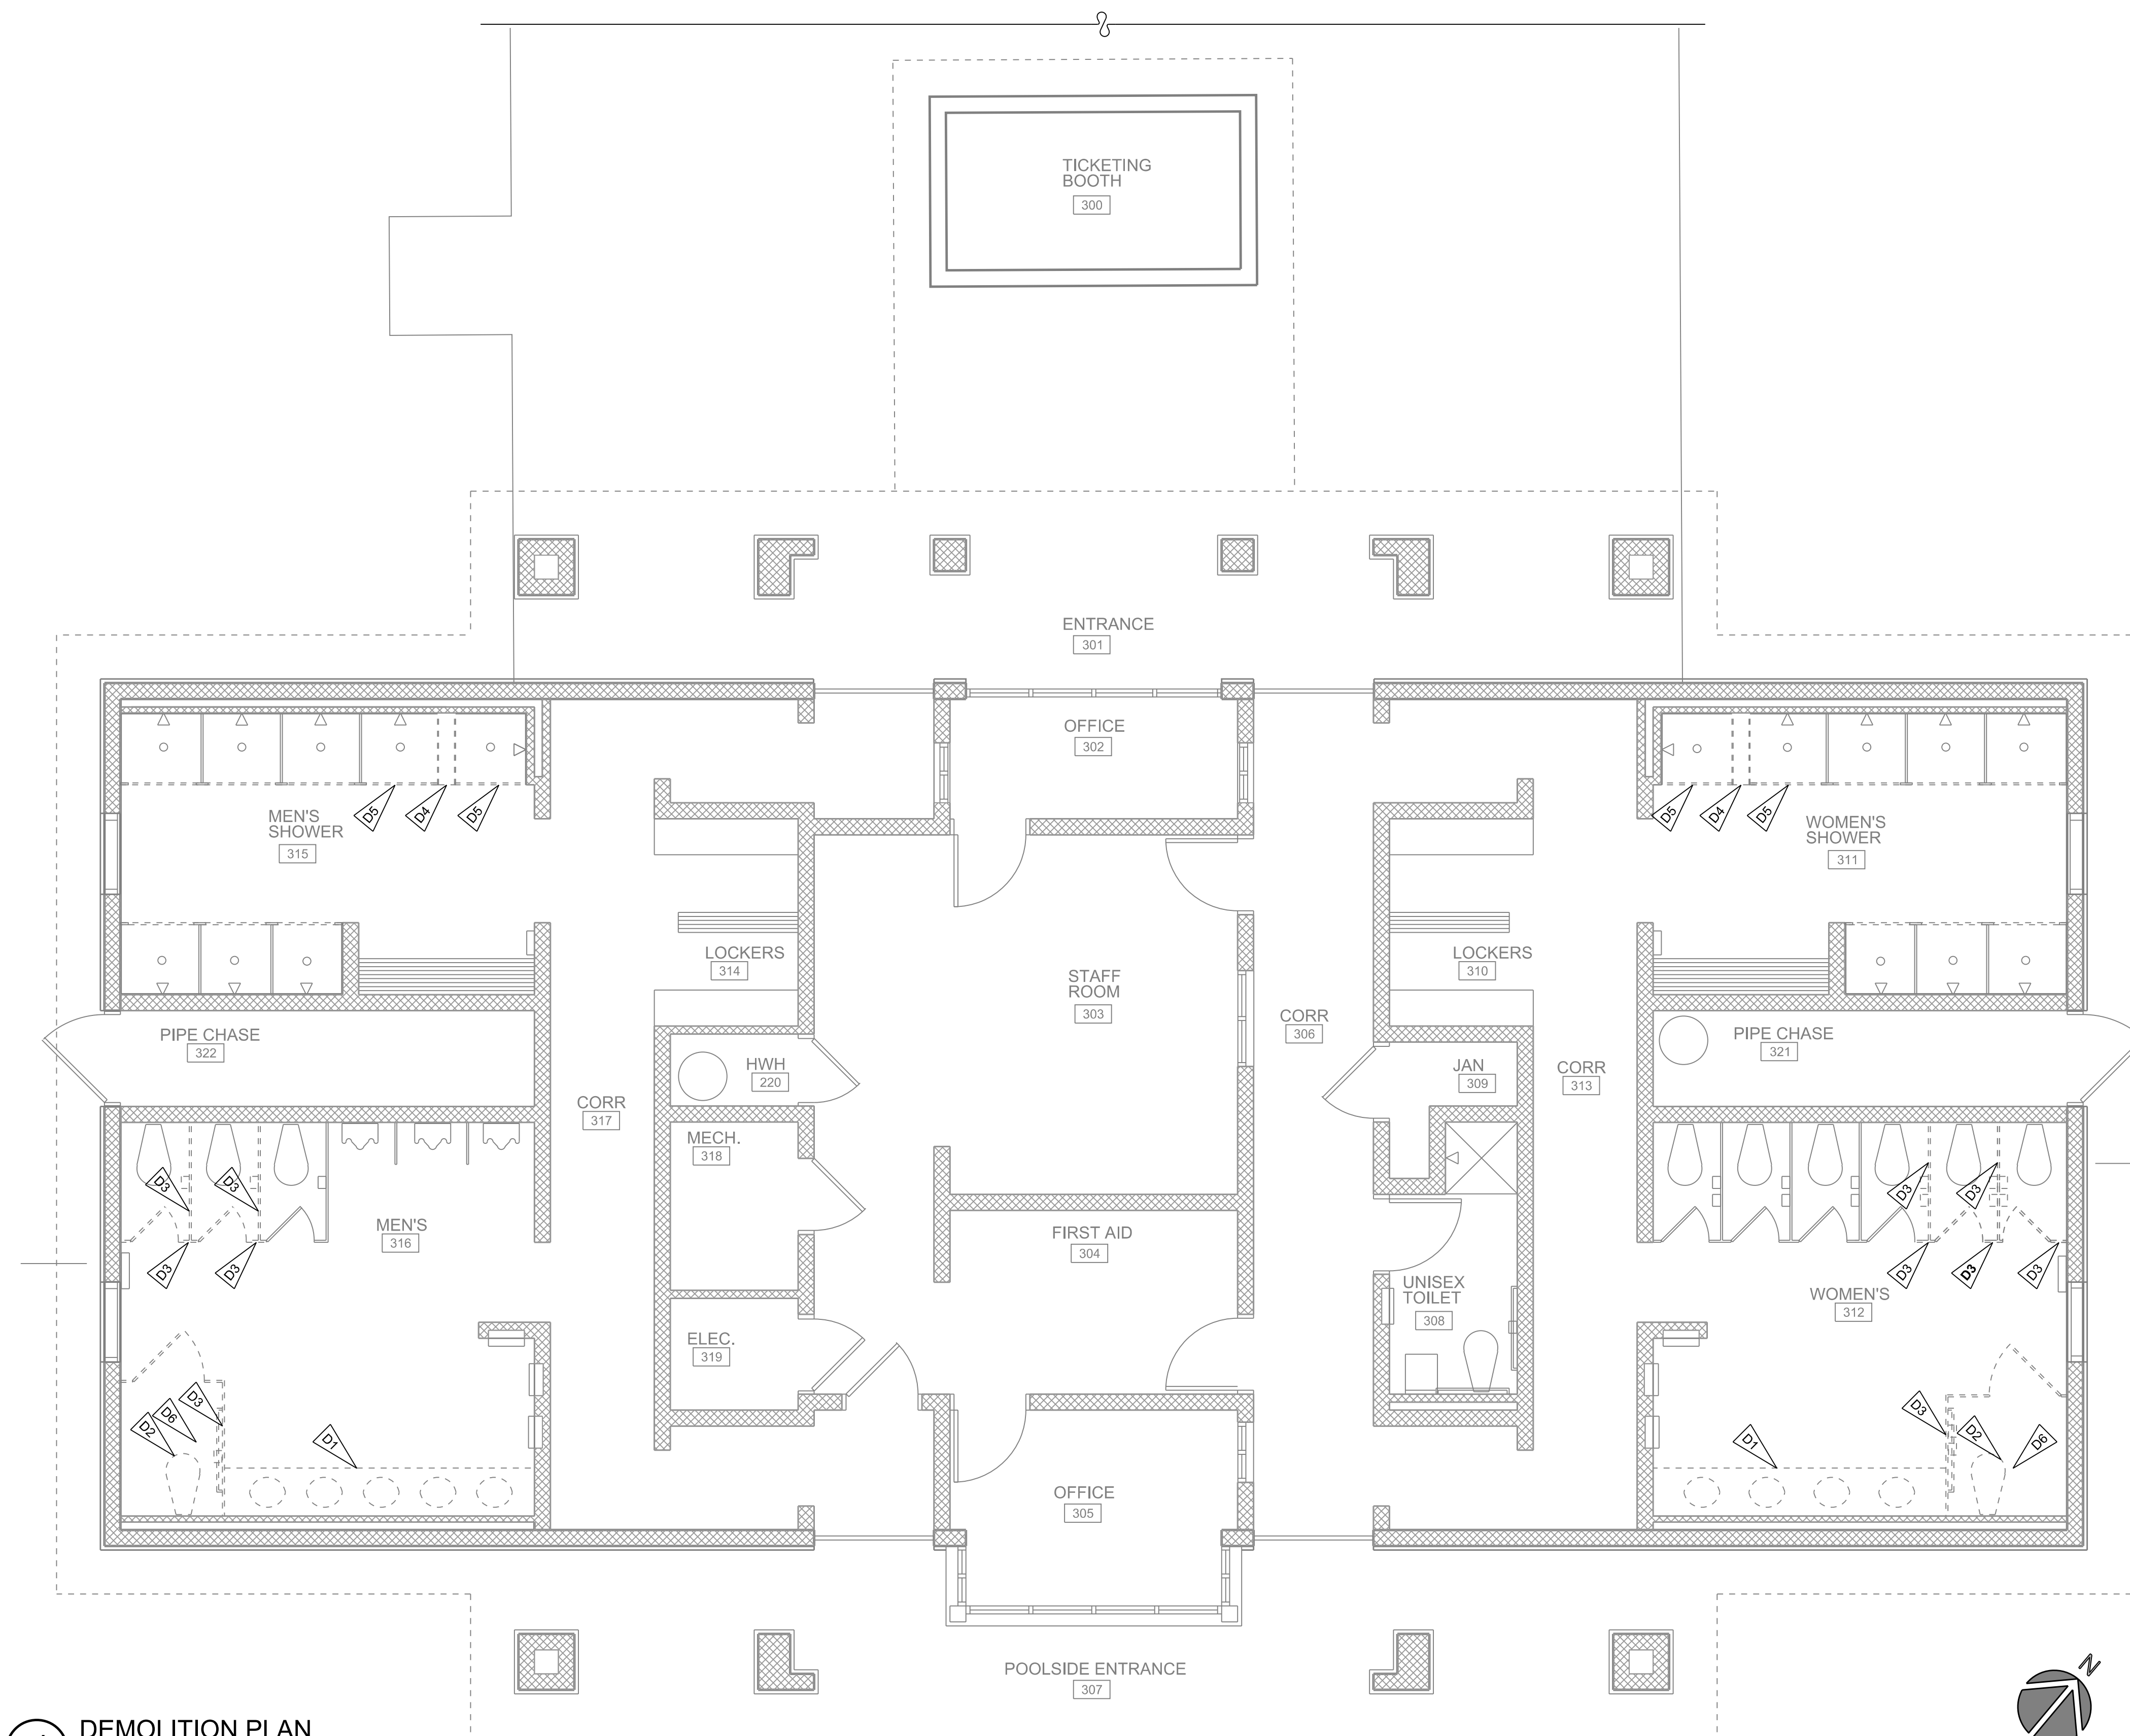 TICKETING
BOOTH
300
ENTRANCE
301
OFFICE
302
MEN'S
SHOWER
315
D5
D4
D5
D5
D4
D5
WOMEN'S
SHOWER
311
LOCKERS
314
STAFF
ROOM
303
LOCKERS
310
PIPE CHASE
322
HWH
220
CORR
306
JAN
309
PIPE CHASE
321
CORR
317
CORR
313
MECH.
318
D3
D3
D3
D3
MEN'S
316
FIRST AID
304
D3
D3
D3
D3
D3
UNISEX
TOILET
308
WOMEN'S
312
ELEC.
319
D2
D6
D3
D1
D1
D3
D2
D6
OFFICE
305
POOLSIDE ENTRANCE
307
N
DEMOLITION PLAN